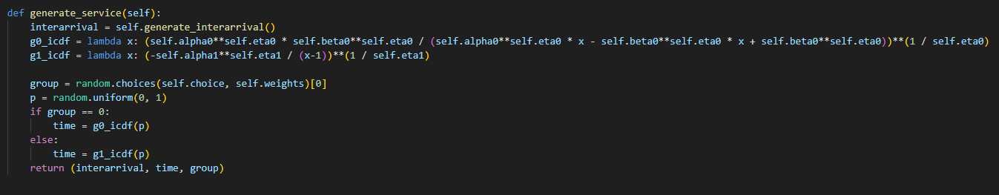 def generate_service(self):
    interarrival = self.generate_interarrival()
    g0_icdf = lambda x: (self.alpha0**self.eta0 * self.beta0**self.eta0 / (self.alpha0**self.eta0 * x - self.beta0**self.eta0 * x + self.beta0**self.eta0))**(1 / self.eta0)
    g1_icdf = lambda x: (-self.alpha1**self.eta1 / (x-1))**(1 / self.eta1)

    group = random.choices(self.choice, self.weights)[0]
    p = random.uniform(0, 1)
    if group == 0:
        time = g0_icdf(p)
    else:
        time = g1_icdf(p)
    return (interarrival, time, group)